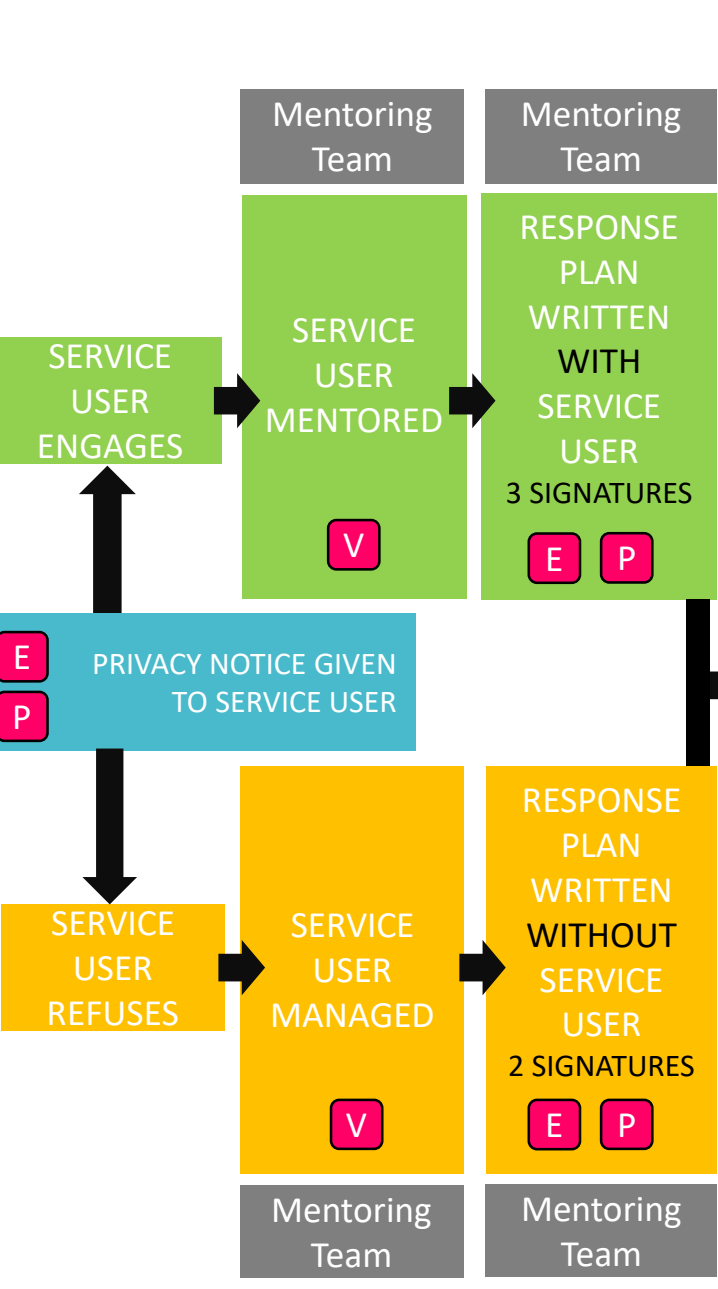 Mentoring
Team
Mentoring
Team
SERVICE
USER
ENGAGES
SERVICE
USER
MENTORED
V
RESPONSE
PLAN
WRITTEN
WITH
SERVICE
USER
3 SIGNATURES
E P
E
P
PRIVACY NOTICE GIVEN
TO SERVICE USER
SERVICE
USER
REFUSES
SERVICE
USER
MANAGED
V
RESPONSE
PLAN
WRITTEN
WITHOUT
SERVICE
USER
2 SIGNATURES
E P
Mentoring
Team
Mentoring
Team